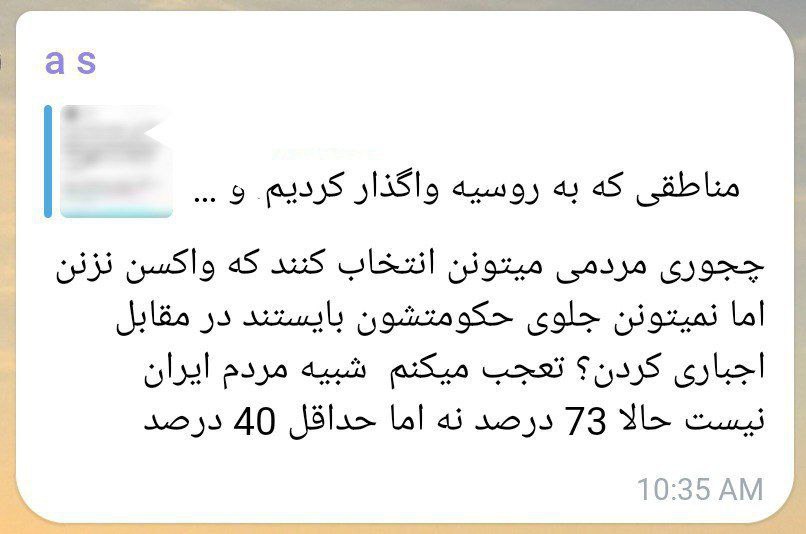 a s
مناطقی که به روسیه واگذار کردیم و ...
چجوری مردمی میتونن انتخاب کنند که واکسن نزنن
اما نمیتونن جلوی حکومتشون بایستند در مقابل
اجباری کردن؟ تعجب میکنم شبیه مردم ایران
نیست حالا 73 درصد نه اما حداقل 40 درصد
10:35 AM